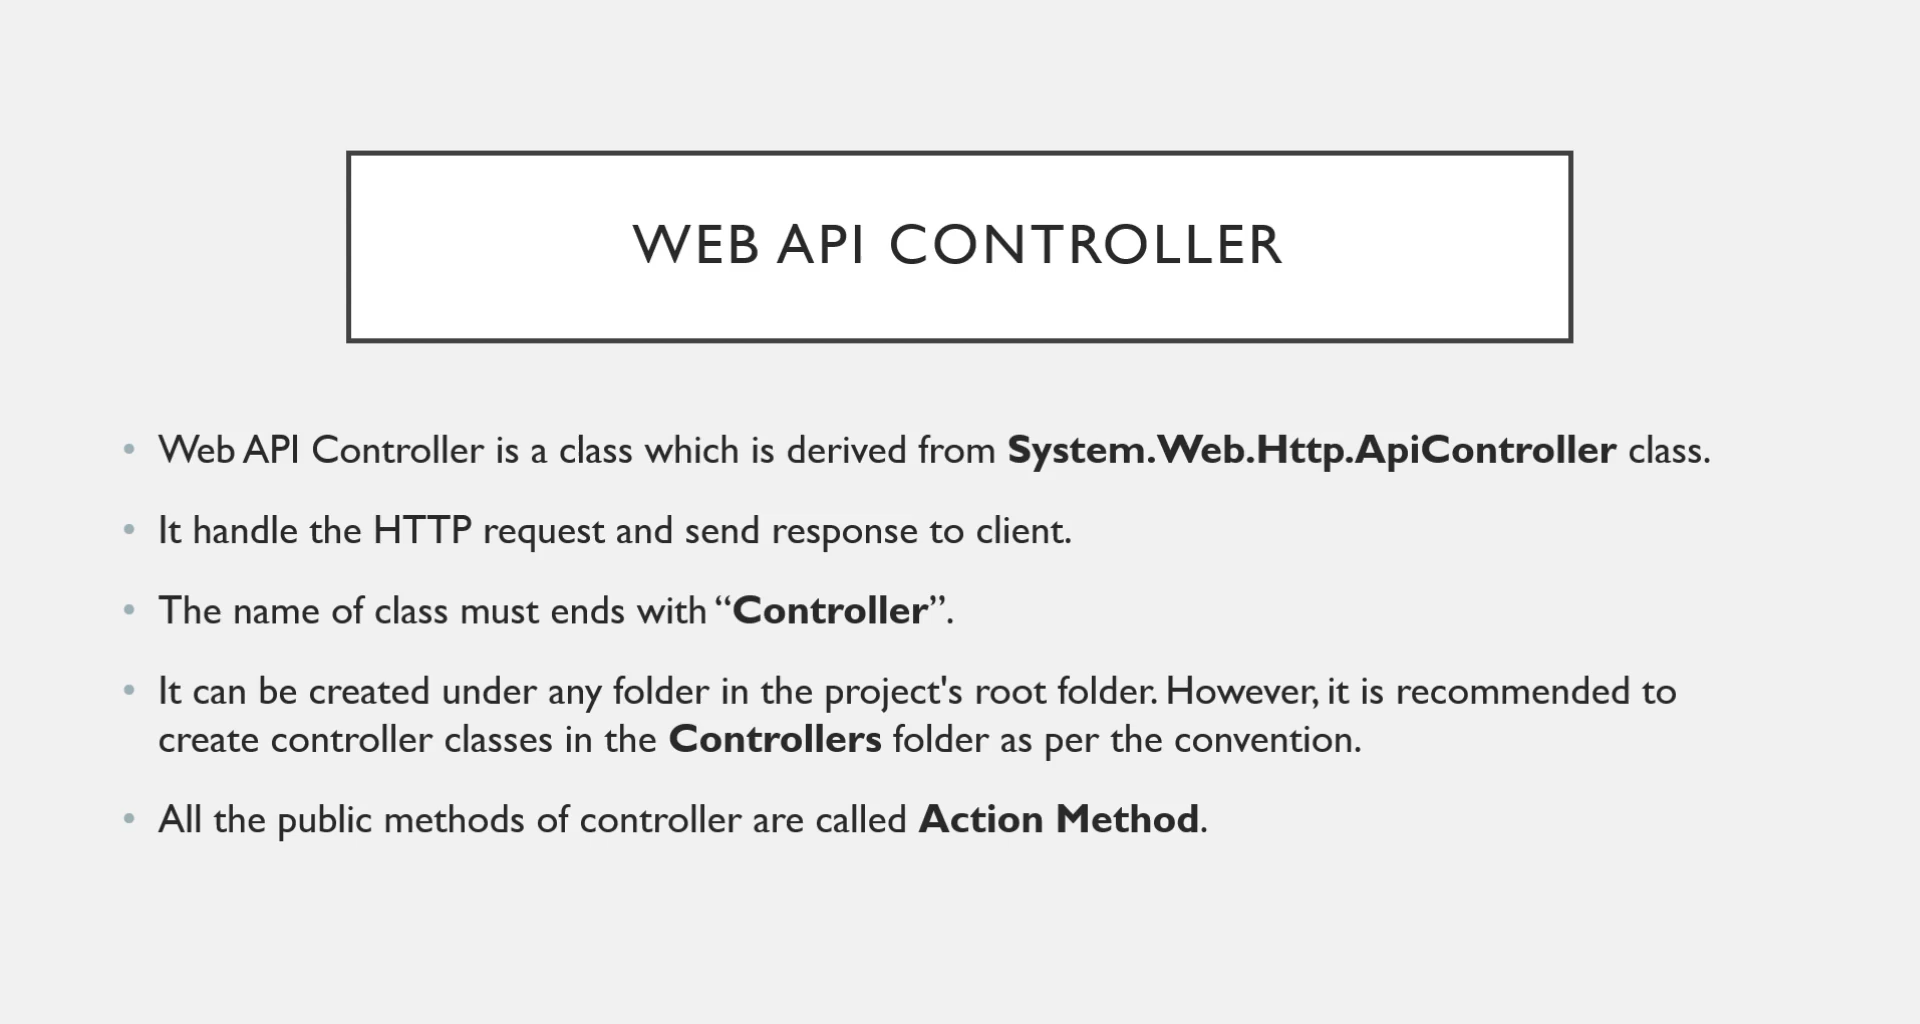 WEB API CONTROLLER
• Web API Controller is a class which is derived from System.Web.Http.ApiController class.
• It handle the HTTP request and send response to client.
• The name of class must ends with “Controller”.
• It can be created under any folder in the project's root folder. However, it is recommended to
create controller classes in the Controllers folder as per the convention.
• All the public methods of controller are called Action Method.